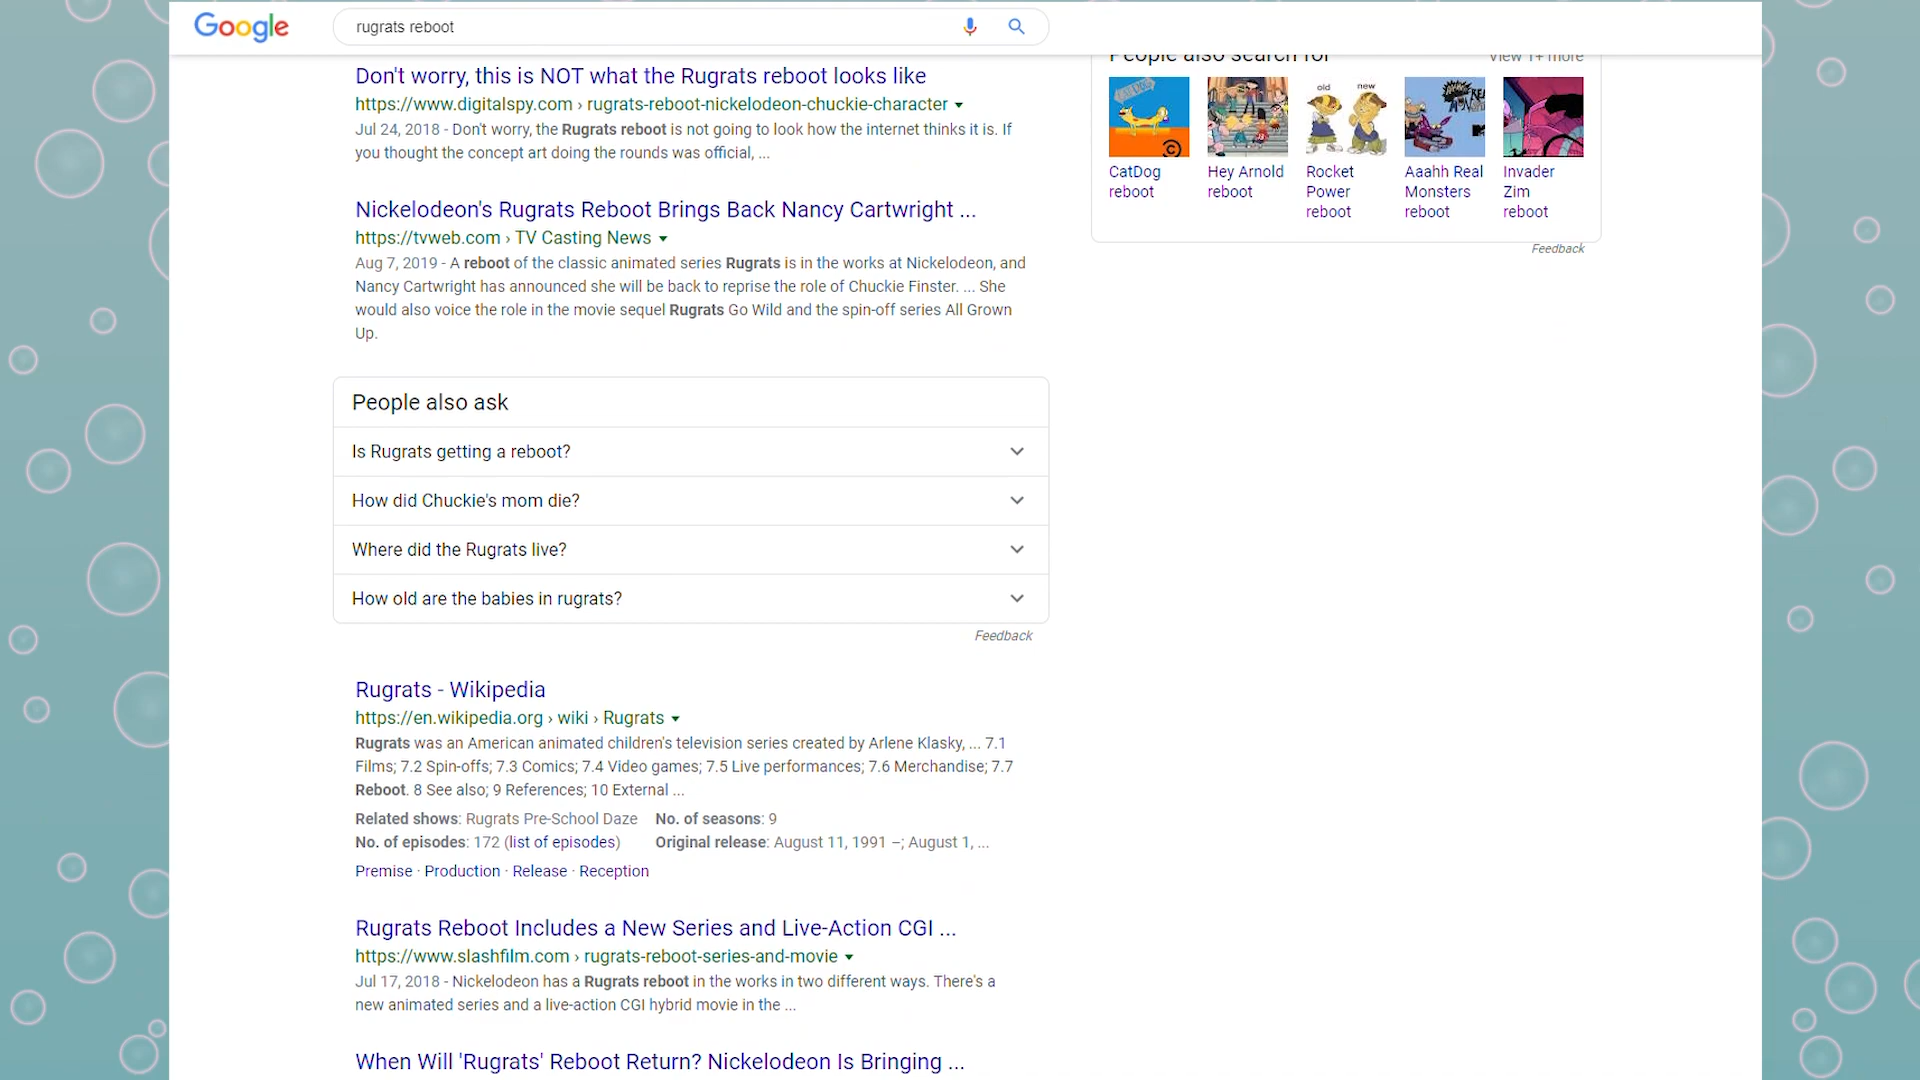 Google
rugrats reboot
Don't worry, this is NOT what the Rugrats reboot looks like
https://www.digitalspy.com › rugrats-reboot-nickelodeon-chuckie-character
Jul 24, 2018 - Don't worry, the Rugrats reboot is not going to look how the internet thinks it is. If
you thought the concept art doing the rounds was official, ...
Nickelodeon's Rugrats Reboot Brings Back Nancy Cartwright ...
https://tvweb.com › TV Casting News
Aug 7, 2019 - A reboot of the classic animated series Rugrats is in the works at Nickelodeon, and
Nancy Cartwright has announced she will be back to reprise the role of Chuckie Finster. ... She
would also voice the role in the movie sequel Rugrats Go Wild and the spin-off series All Grown
Up.
People also ask
Is Rugrats getting a reboot?
How did Chuckie's mom die?
Where did the Rugrats live?
How old are the babies in rugrats?
Feedback
Rugrats - Wikipedia
https://en.wikipedia.org › wiki › Rugrats
Rugrats was an American animated children's television series created by Arlene Klasky, ... 7.1
Films; 7.2 Spin-offs; 7.3 Comics; 7.4 Video games; 7.5 Live performances; 7.6 Merchandise; 7.7
Reboot. 8 See also; 9 References; 10 External ...
Related shows: Rugrats Pre-School Daze No. of seasons: 9
No. of episodes: 172 (list of episodes) Original release: August 11, 1991 –; August 1, ...
Premise · Production · Release · Reception
Rugrats Reboot Includes a New Series and Live-Action CGI ...
https://www.slashfilm.com › rugrats-reboot-series-and-movie
Jul 17, 2018 - Nickelodeon has a Rugrats reboot in the works in two different ways. There's a
new animated series and a live-action CGI hybrid movie in the ...
When Will 'Rugrats' Reboot Return? Nickelodeon Is Bringing ...
People also search for
View 1+ more
old new
CatDog
reboot
Hey Arnold
reboot
Rocket
Power
reboot
Aaahh Real
Monsters
reboot
Invader
Zim
reboot
Feedback